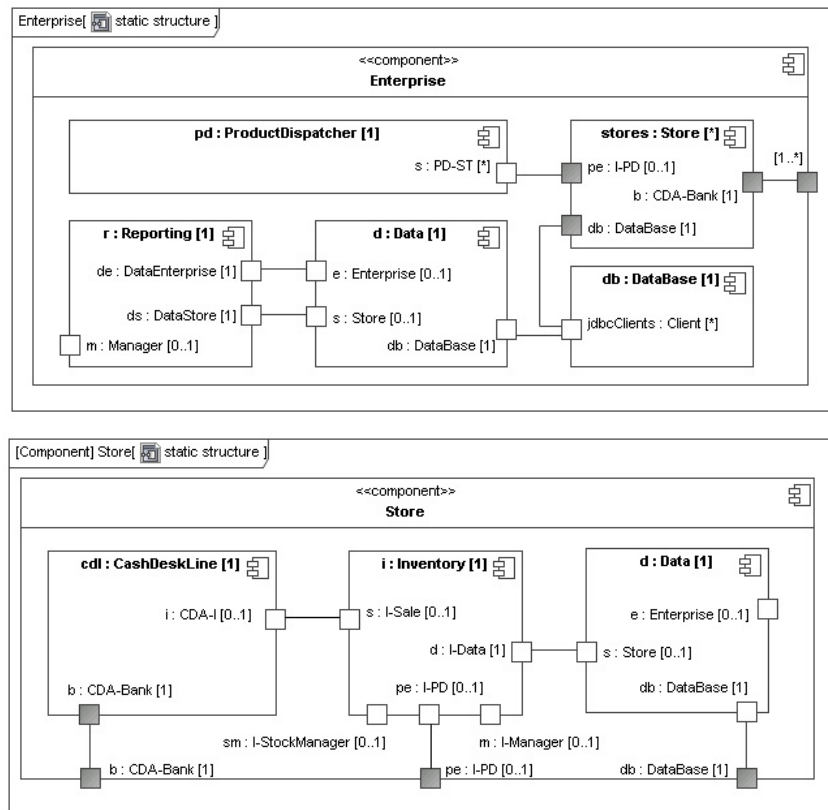 Enterprise[ static structure ]
<<component>>
Enterprise
pd : ProductDispatcher [1]
s : PD-ST [*]
stores : Store [*]
pe : I-PD [0..1]
b : CDA-Bank [1]
db : DataBase [1]
[1..*]
r : Reporting [1]
de : DataEnterprise [1]
ds : DataStore [1]
m : Manager [0..1]
d : Data [1]
e : Enterprise [0..1]
s : Store [0..1]
db : DataBase [1]
db : DataBase [1]
jdbcClients : Client [*]
[Component] Store[ static structure ]
<<component>>
Store
cdl : CashDeskLine [1]
i : CDA-I [0..1]
b : CDA-Bank [1]
i : Inventory [1]
s : I-Sale [0..1]
d : I-Data [1]
pe : I-PD [0..1]
sm : I-StockManager [0..1]
m : I-Manager [0..1]
d : Data [1]
e : Enterprise [0..1]
s : Store [0..1]
db : DataBase [1]
b : CDA-Bank [1]
pe : I-PD [0..1]
db : DataBase [1]